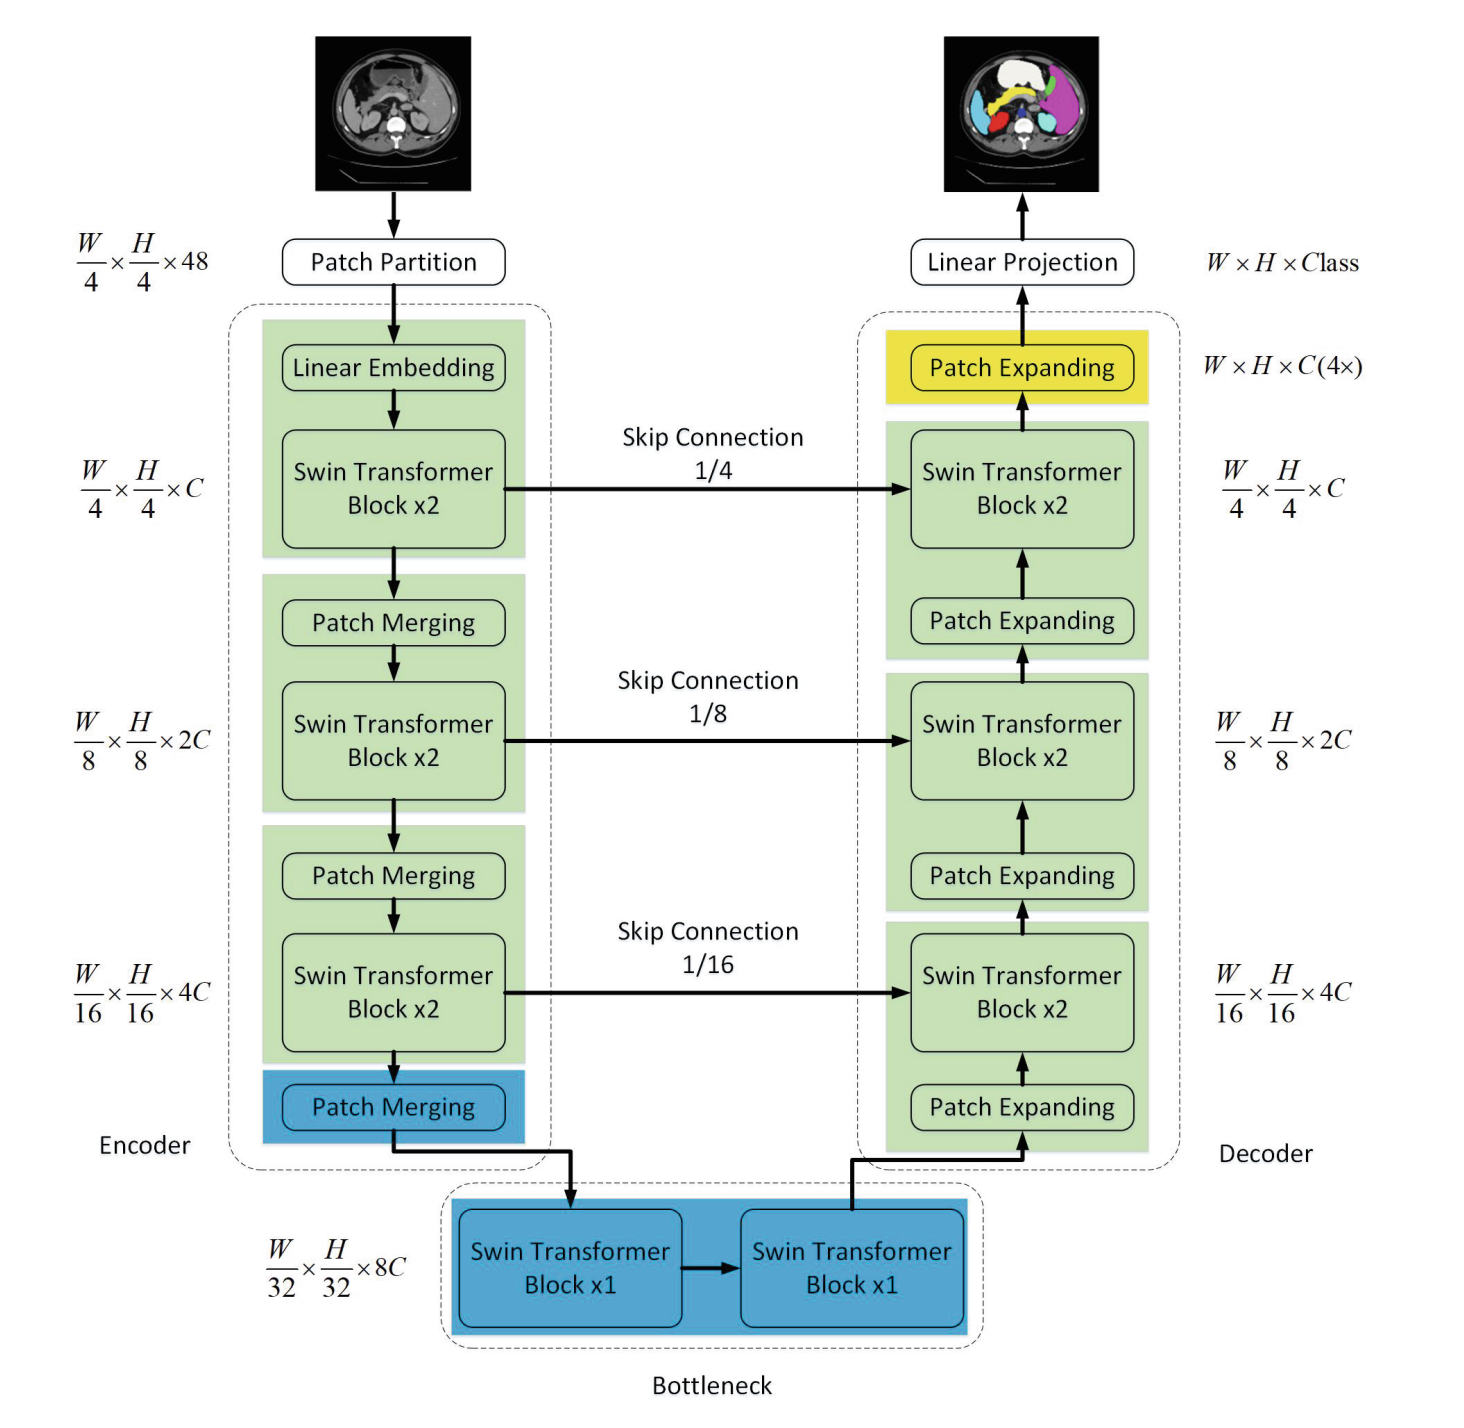 W/4 × H/4 × 48
Patch Partition
Linear Projection
W × H × Class
Linear Embedding
Patch Expanding
W × H × C(4×)
W/4 × H/4 × C
Swin Transformer
Block x2
Skip Connection
1/4
Swin Transformer
Block x2
W/4 × H/4 × C
Patch Merging
Patch Expanding
W/8 × H/8 × 2C
Swin Transformer
Block x2
Skip Connection
1/8
Swin Transformer
Block x2
W/8 × H/8 × 2C
Patch Merging
Patch Expanding
W/16 × H/16 × 4C
Swin Transformer
Block x2
Skip Connection
1/16
Swin Transformer
Block x2
W/16 × H/16 × 4C
Patch Merging
Patch Expanding
Encoder
Decoder
W/32 × H/32 × 8C
Swin Transformer
Block x1
Swin Transformer
Block x1
Bottleneck